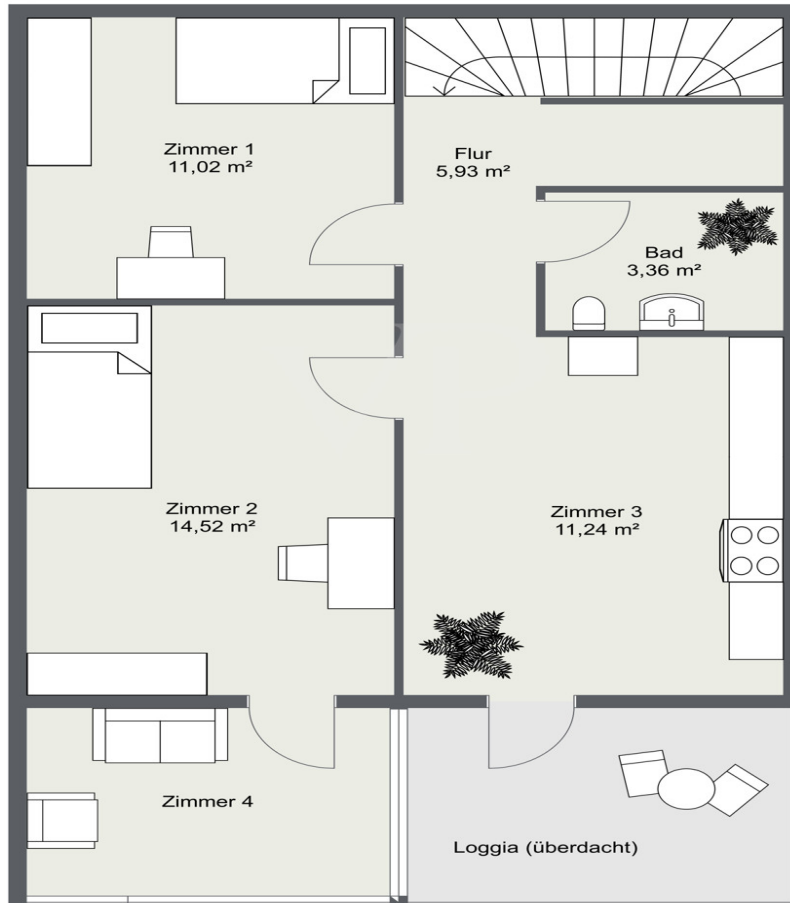 Zimmer 1
11,02 m²
Flur
5,93 m²
Bad
3,36 m²
Zimmer 2
14,52 m²
Zimmer 3
11,24 m²
Zimmer 4
Loggia (überdacht)